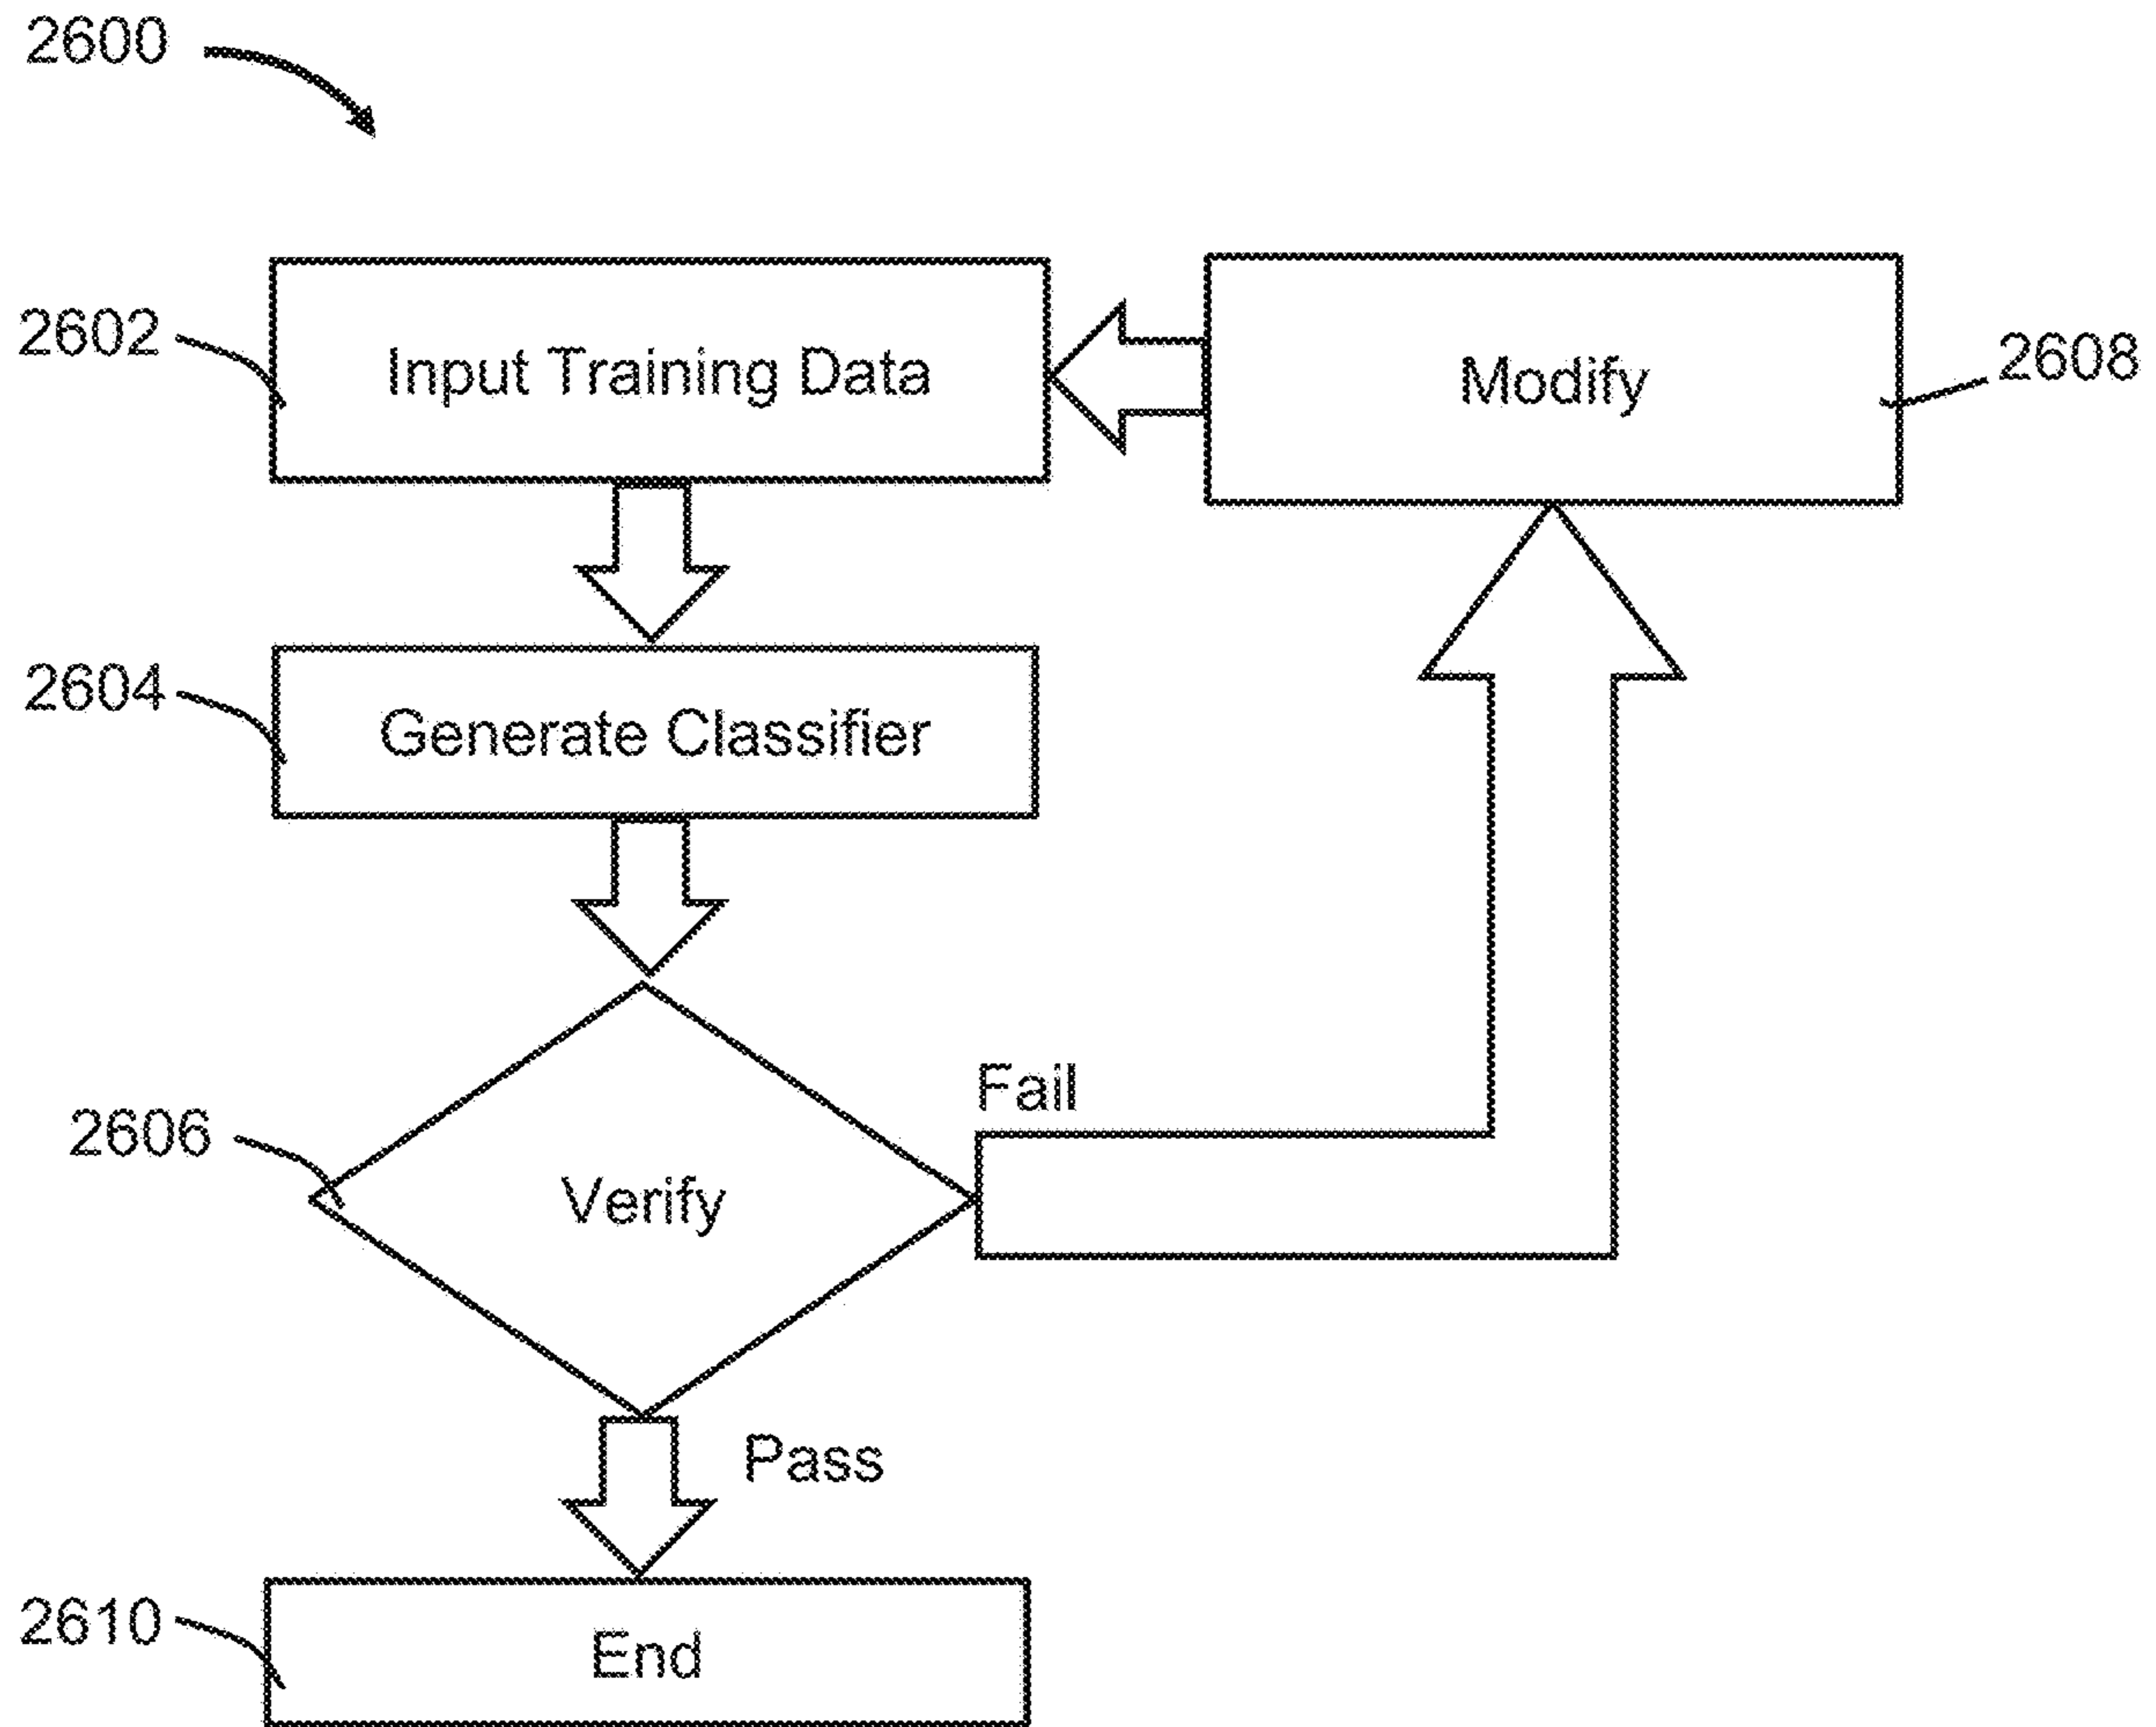 2600
2602
Input Training Data
Modify
2608
2604
Generate Classifier
Fail
2606
Verify
Pass
2610
End